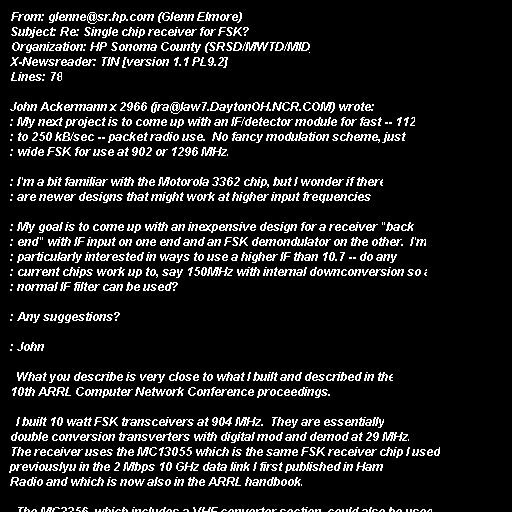 From: glenne@sr.hp.com (Glenn Elmore)
Subject: Re: Single chip receiver for FSK?
Organization: HP Sonoma County (SRSD/MWTD/MID)
X-Newsreader: TIN [version 1.1 PL9.2]
Lines: 78

John Ackermann x 2966 (jra@law7.DaytonOH.NCR.COM) wrote:
: My next project is to come up with an IF/detector module for fast -- 112
: to 250 kB/sec -- packet radio use.  No fancy modulation scheme, just
: wide FSK for use at 902 or 1296 MHz.

: I'm a bit familiar with the Motorola 3362 chip, but I wonder if there
: are newer designs that might work at higher input frequencies

: My goal is to come up with an inexpensive design for a receiver "back
: end" with IF input on one end and an FSK demondulator on the other.  I'm
: particularly interested in ways to use a higher IF than 10.7 -- do any
: current chips work up to, say 150MHz with internal downconversion so a
: normal IF filter can be used?

: Any suggestions?

: John

What you describe is very close to what I built and described in the
10th ARRL Computer Network Conference proceedings.

I built 10 watt FSK transceivers at 904 MHz.  They are essentially
double conversion transverters with digital mod and demod at 29 MHz.
The receiver uses the MC13055 which is the same FSK receiver chip I used
previouslyu in the 2 Mbps 10 GHz data link I first published in Ham
Radio and which is now also in the ARRL handbook.

The MC3356, which includes a VHF converter section, could also be used